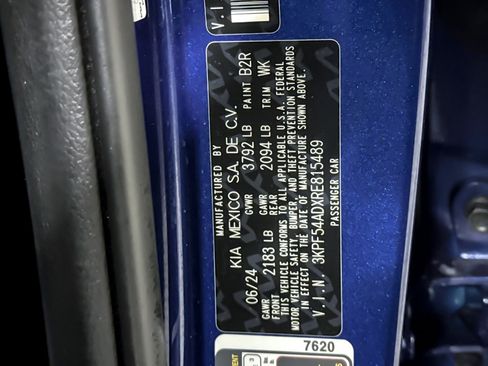 V.I.
MANUFACTURED BY
KIA MEXICO S.A. DE C.V.
06/24 GVWR 3792 LB PAINT B2R
GAWR FRONT 2183 LB GAWR REAR 2094 LB TRIM WK
THIS VEHICLE CONFORMS TO ALL APPLICABLE U.S.A. FEDERAL
MOTOR VEHICLE SAFETY, BUMPER, AND THEFT PREVENTION STANDARDS
IN EFFECT ON THE DATE OF MANUFACTURE SHOWN ABOVE.
V.I.N. 3KPF54ADXRE815489
PASSENGER CAR
7620